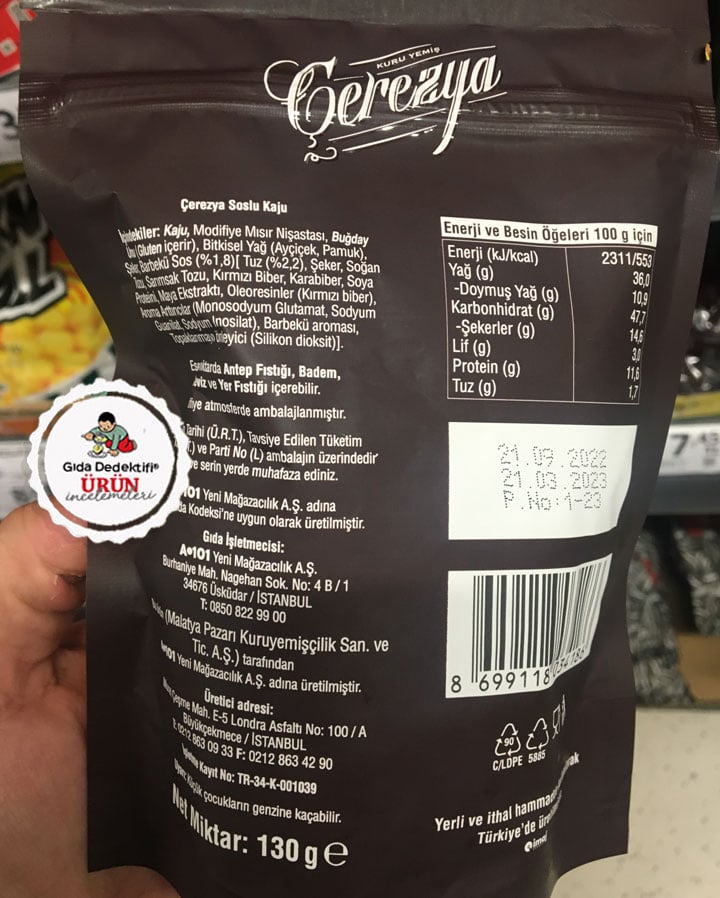 KURU YEMİŞ
Çerezya
Çerezya Soslu Kaju
Kaju, Modifiye Mısır Nişastası, Buğday
(Gluten içerir), Bitkisel Yağ (Ayçiçek, Pamuk),
Barbekü Sos (%1,8)[ Tuz (%2,2), Şeker, Soğan
Sarımsak Tozu, Kırmızı Biber, Karabiber, Soya
Proteini, Maya Ekstraktı, Oleoresinler (Kırmızı biber),
Aroma Artırıcılar (Monosodyum Glutamat, Sodyum
Guanilat, Sodyum İnosilat), Barbekü aroması,
(Silikon dioksit)].
Antep Fıstığı, Badem,
ve Yer Fıstığı içerebilir.
atmosferde ambalajlanmıştır.
(Ü.R.T.), Tavsiye Edilen Tüketim
ve Parti No (L) ambalajın üzerindedir
serin yerde muhafaza ediniz.
Yeni Mağazacılık A.Ş. adına
Kodeksi'ne uygun olarak üretilmiştir.
Gıda İşletmecisi:
A101 Yeni Mağazacılık A.Ş.
Burhaniye Mah. Nagehan Sok. No: 4 B / 1
34676 Üsküdar / İSTANBUL
T: 0850 822 99 00
(Malatya Pazarı Kuruyemişçilik San. ve
Tic. A.Ş.) tarafından
Yeni Mağazacılık A.Ş. adına üretilmiştir.
Üretici adresi:
Mah. E-5 Londra Asfaltı No: 100 / A
Büyükçekmece / İSTANBUL
0212 863 09 33 F: 0212 863 42 90
Kayıt No: TR-34-K-001039
çocukların genzine kaçabilir.
Net Miktar: 130 g e
Enerji ve Besin Öğeleri 100 g için
Enerji (kJ/kcal) 2311/553
Yağ (g) 36,0
-Doymuş Yağ (g) 10,9
Karbonhidrat (g) 47,7
-Şekerler (g) 14,6
Lif (g) 3,0
Protein (g) 11,6
Tuz (g) 1,7
21.09.2022
21.03.2023
P.No:1-23
8 699118
90
C/LDPE 5885
Yerli ve ithal
Türkiye'de
imaj
Gıda Dedektifi®
ÜRÜN
incelemeleri